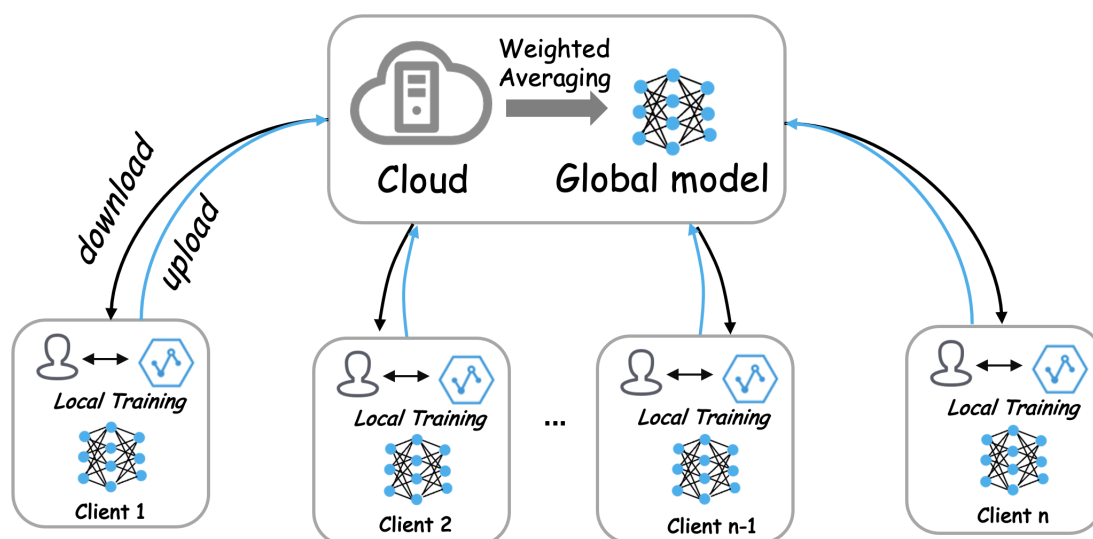 Weighted
Averaging
Cloud
Global model
download
upload
Local Training
Client 1
Local Training
Client 2
...
Local Training
Client n-1
Local Training
Client n